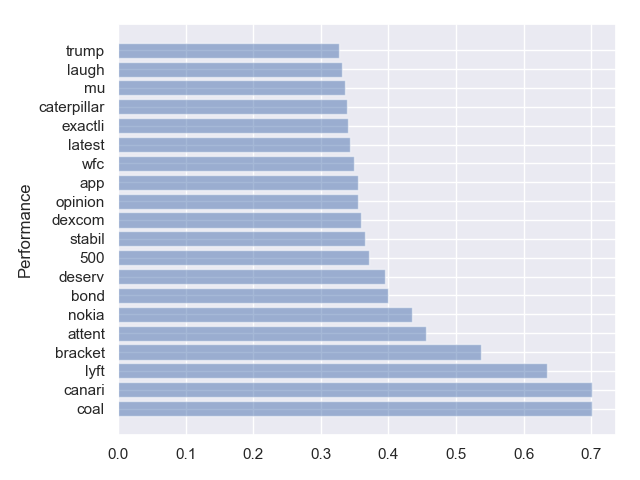 trump
laugh
mu
caterpillar
exactli
latest
wfc
app
opinion
dexcom
stabil
500
deserv
bond
nokia
attent
bracket
lyft
canari
coal
Performance
0.0 0.1 0.2 0.3 0.4 0.5 0.6 0.7